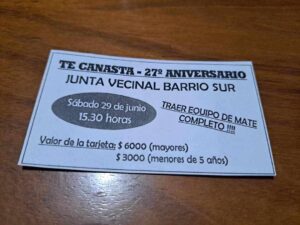 TE CANASTA - 27º ANIVERSARIO
JUNTA VECINAL BARRIO SUR
Sábado 29 de junio
15.30 horas
TRAER EQUIPO DE MATE
COMPLETO !!!!
Valor de la tarjeta: $ 6000 (mayores)
$ 3000 (menores de 5 años)